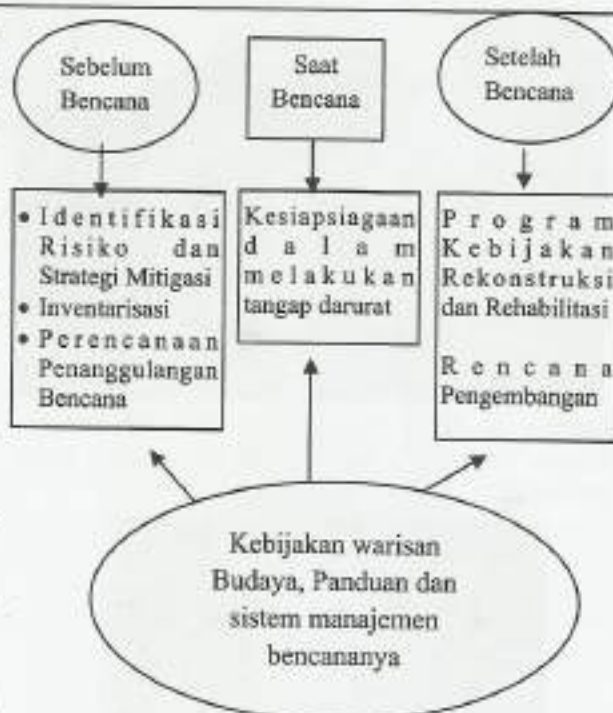 Sebelum
Bencana
Saat
Bencana
Setelah
Bencana
• Identifikasi
Risiko dan
Strategi Mitigasi
• Inventarisasi
• Perencanaan
Penanggulangan
Bencana
Kesiapsiagaan
dalam
melakukan
tangap darurat
Program
Kebijakan
Rekonstruksi
dan Rehabilitasi
Rencana
Pengembangan
Kebijakan warisan
Budaya, Panduan dan
sistem manajemen
bencananya